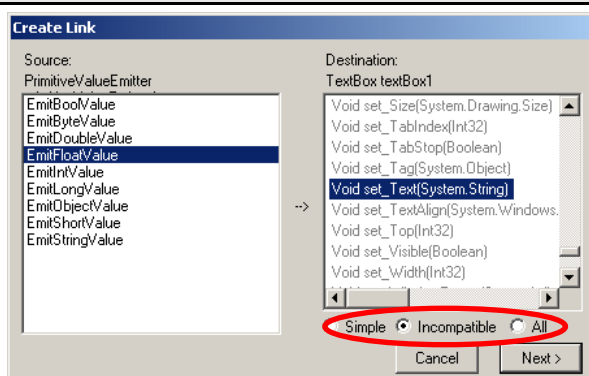 Create Link
Source:
PrimitiveValueEmitter
EmitBoolValue
EmitByteValue
EmitDoubleValue
EmitFloatValue
EmitIntValue
EmitLongValue
EmitObjectValue
EmitShortValue
EmitStringValue
-->
Destination:
TextBox textBox1
Void set_Size(System.Drawing.Size)
Void set_TabIndex(Int32)
Void set_TabStop(Boolean)
Void set_Tag(System.Object)
Void set_Text(System.String)
Void set_TextAlign(System.Windows.
Void set_Top(Int32)
Void set_Visible(Boolean)
Void set_Width(Int32)
Simple Incompatible All
Cancel Next >